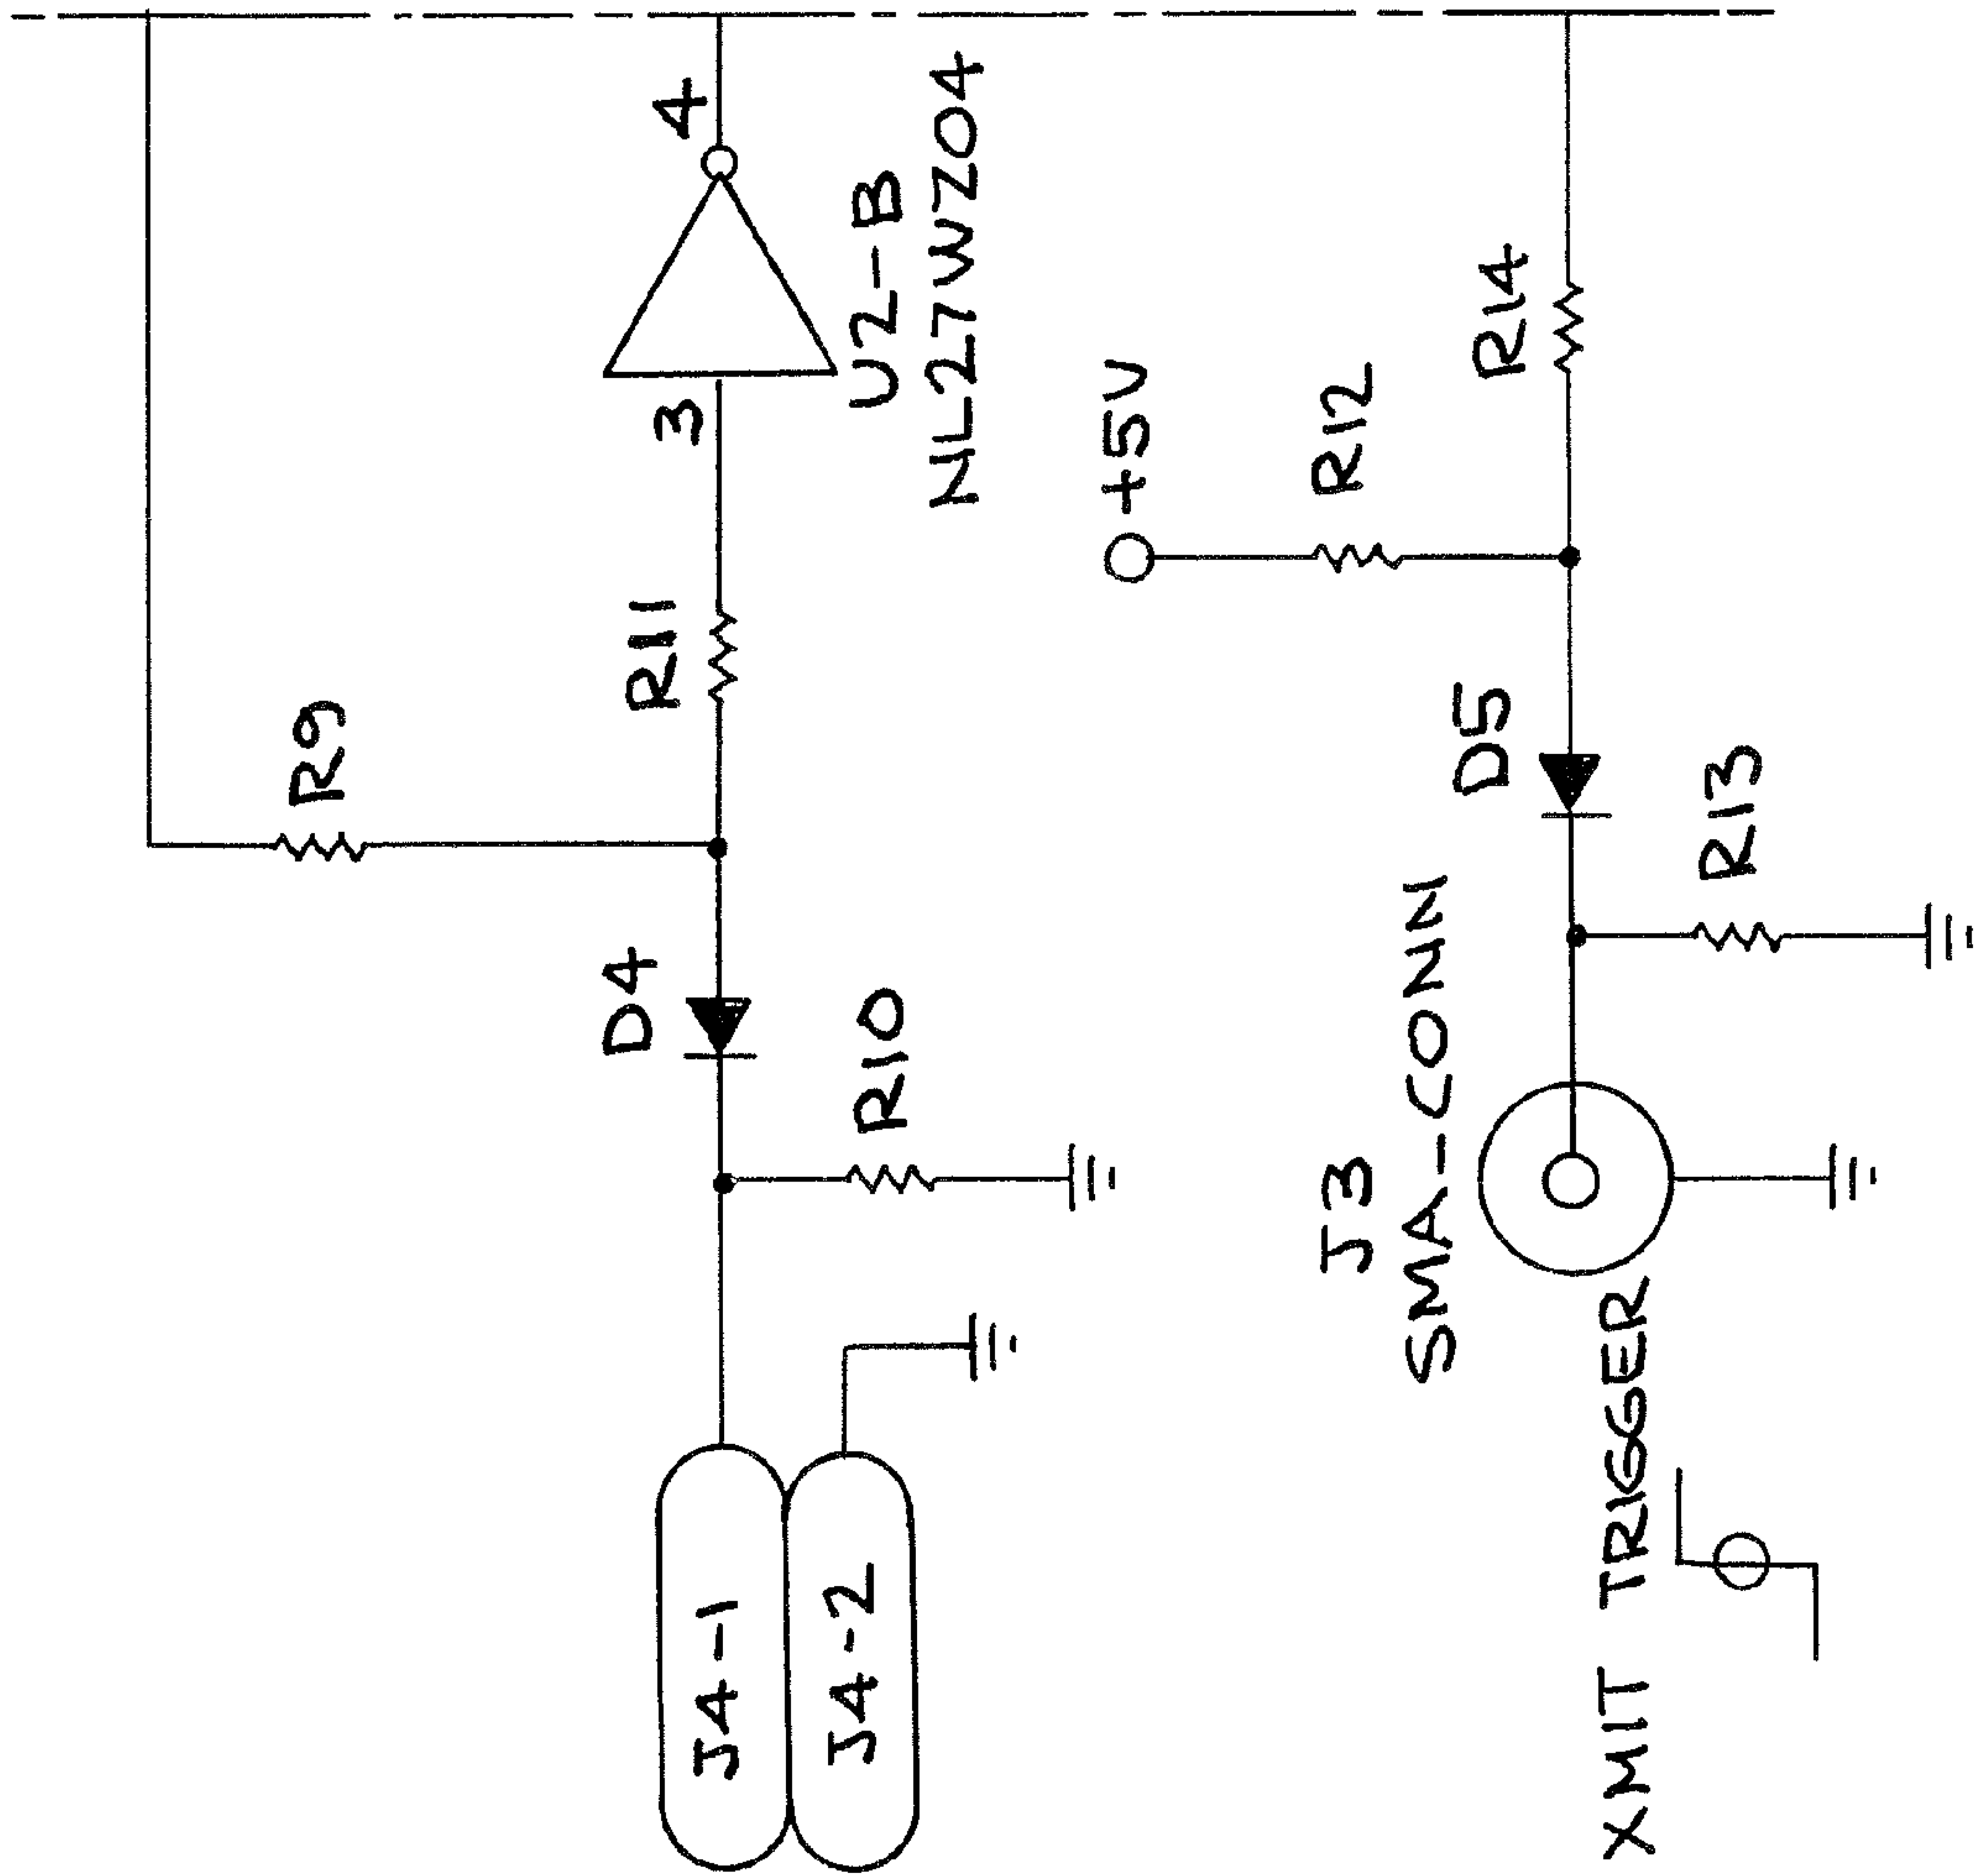 R9
4
U2-B
NL27WZ04
3
R11
D4
R10
J4-1
J4-2
+5V
R12
R14
D5
R13
J3
SMA-CONN
XMIT TRIGGER